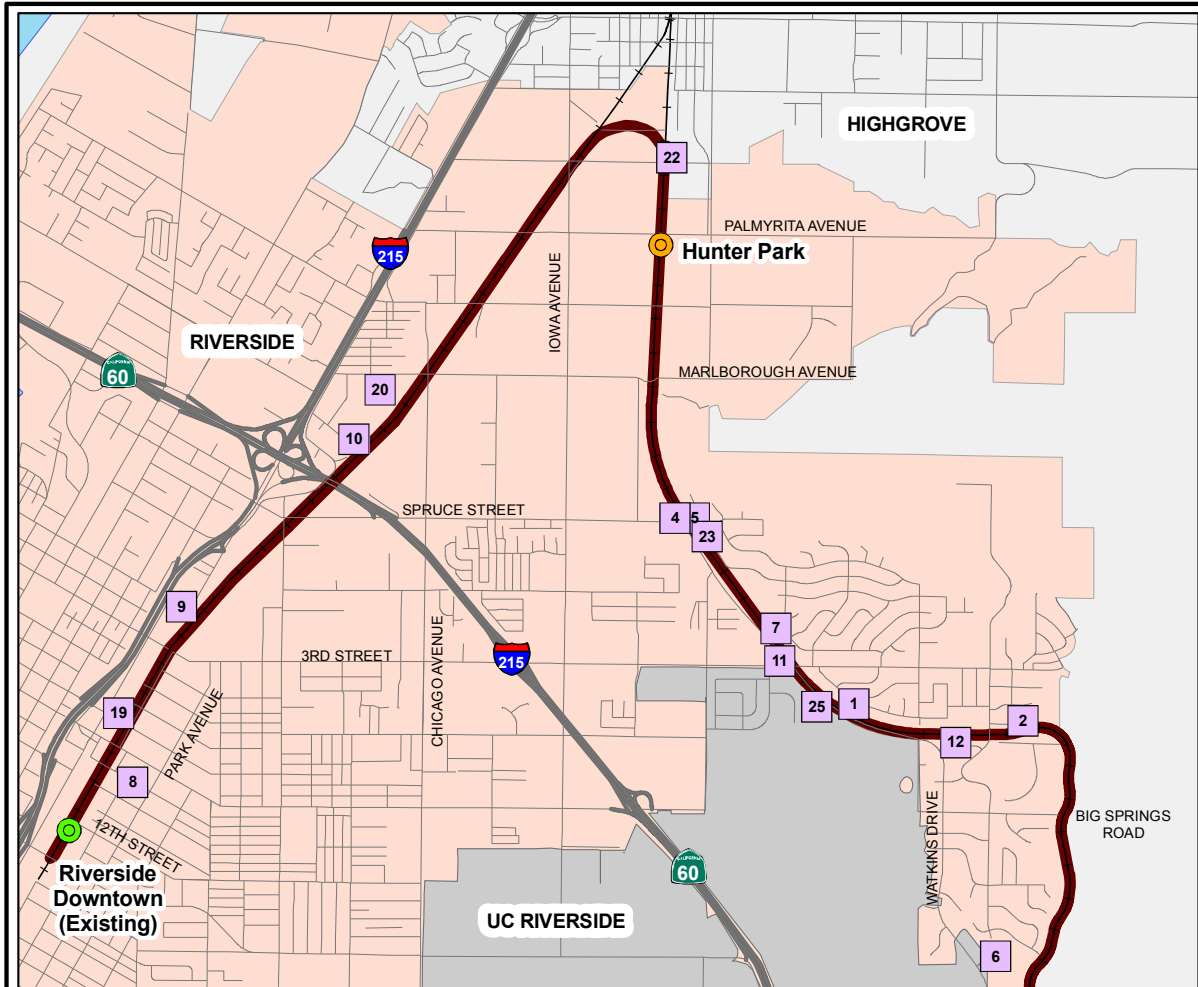 HIGHGROVE
22
PALMYRITA AVENUE
Hunter Park
215
IOWA AVENUE
RIVERSIDE
CALIFORNIA
60
MARLBOROUGH AVENUE
20
10
SPRUCE STREET
4
5
23
9
7
3RD STREET
11
215
CHICAGO AVENUE
19
PARK AVENUE
25
1
2
12
8
BIG SPRINGS
ROAD
12TH STREET
WATKINS DRIVE
CALIFORNIA
60
Riverside
Downtown
(Existing)
UC RIVERSIDE
6